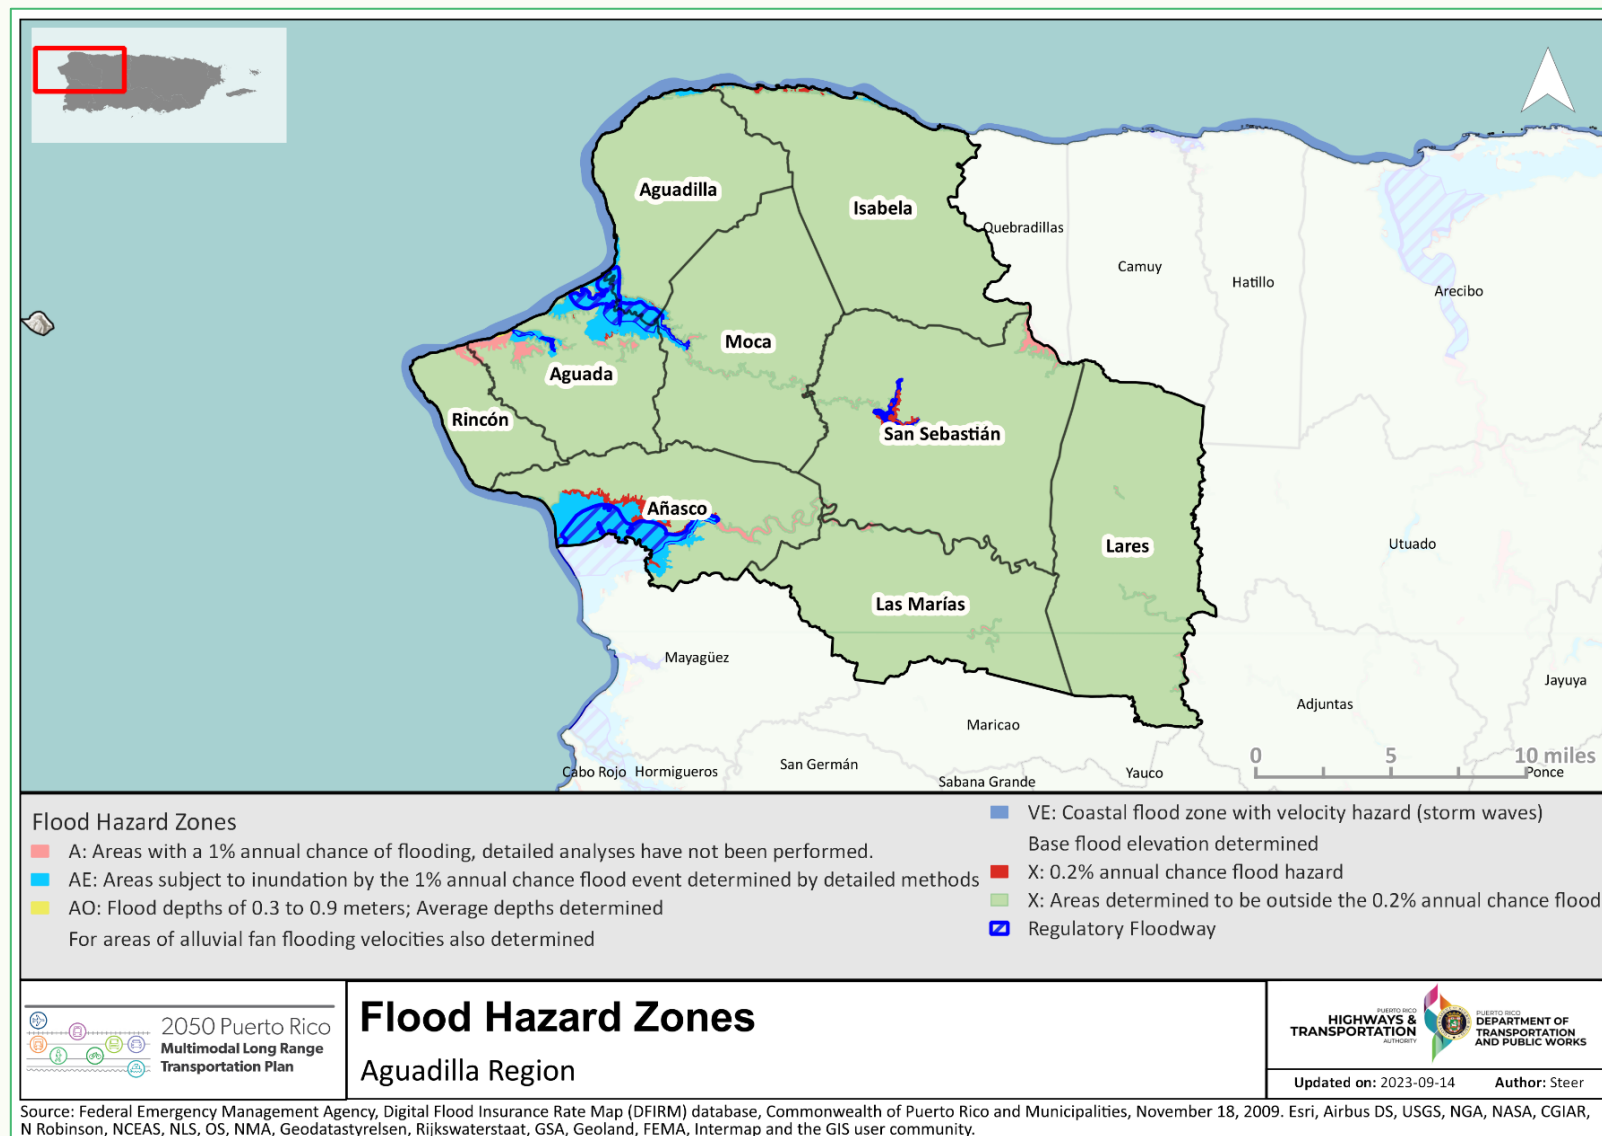 Aguadilla
Isabela
Quebradillas
Camuy
Hatillo
Arecibo
Moca
Aguada
Rincón
San Sebastián
Añasco
Lares
Utuado
Las Marías
Mayagüez
Jayuya
Adjuntas
Maricao
0 5 10 miles
San Germán
Cabo Rojo
Hormigueros
Sabana Grande
Yauco
Ponce
Flood Hazard Zones
A: Areas with a 1% annual chance of flooding, detailed analyses have not been performed.
AE: Areas subject to inundation by the 1% annual chance flood event determined by detailed methods
AO: Flood depths of 0.3 to 0.9 meters; Average depths determined
For areas of alluvial fan flooding velocities also determined
VE: Coastal flood zone with velocity hazard (storm waves)
Base flood elevation determined
X: 0.2% annual chance flood hazard
X: Areas determined to be outside the 0.2% annual chance flood
Regulatory Floodway
2050 Puerto Rico
Multimodal Long Range
Transportation Plan
Flood Hazard Zones
Aguadilla Region
PUERTO RICO
HIGHWAYS &
TRANSPORTATION
AUTHORITY
PUERTO RICO
DEPARTMENT OF
TRANSPORTATION
AND PUBLIC WORKS
Updated on: 2023-09-14 Author: Steer
Source: Federal Emergency Management Agency, Digital Flood Insurance Rate Map (DFIRM) database, Commonwealth of Puerto Rico and Municipalities, November 18, 2009. Esri, Airbus DS, USGS, NGA, NASA, CGIAR,
N Robinson, NCEAS, NLS, OS, NMA, Geodatastyrelsen, Rijkswaterstaat, GSA, Geoland, FEMA, Intermap and the GIS user community.